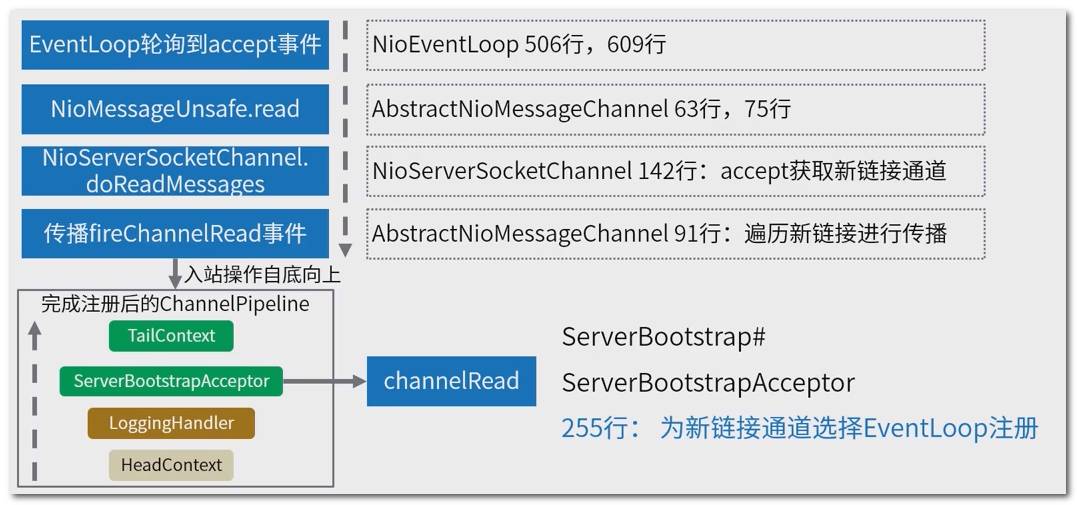 EventLoop轮询到accept事件
NioEventLoop 506行，609行
NioMessageUnsafe.read
AbstractNioMessageChannel 63行，75行
NioServerSocketChannel.
doReadMessages
NioServerSocketChannel 142行：accept获取新链接通道
传播fireChannelRead事件
AbstractNioMessageChannel 91行：遍历新链接进行传播
入站操作自底向上
完成注册后的ChannelPipeline
TailContext
ServerBootstrapAcceptor
LoggingHandler
HeadContext
channelRead
ServerBootstrap#
ServerBootstrapAcceptor
255行： 为新链接通道选择EventLoop注册